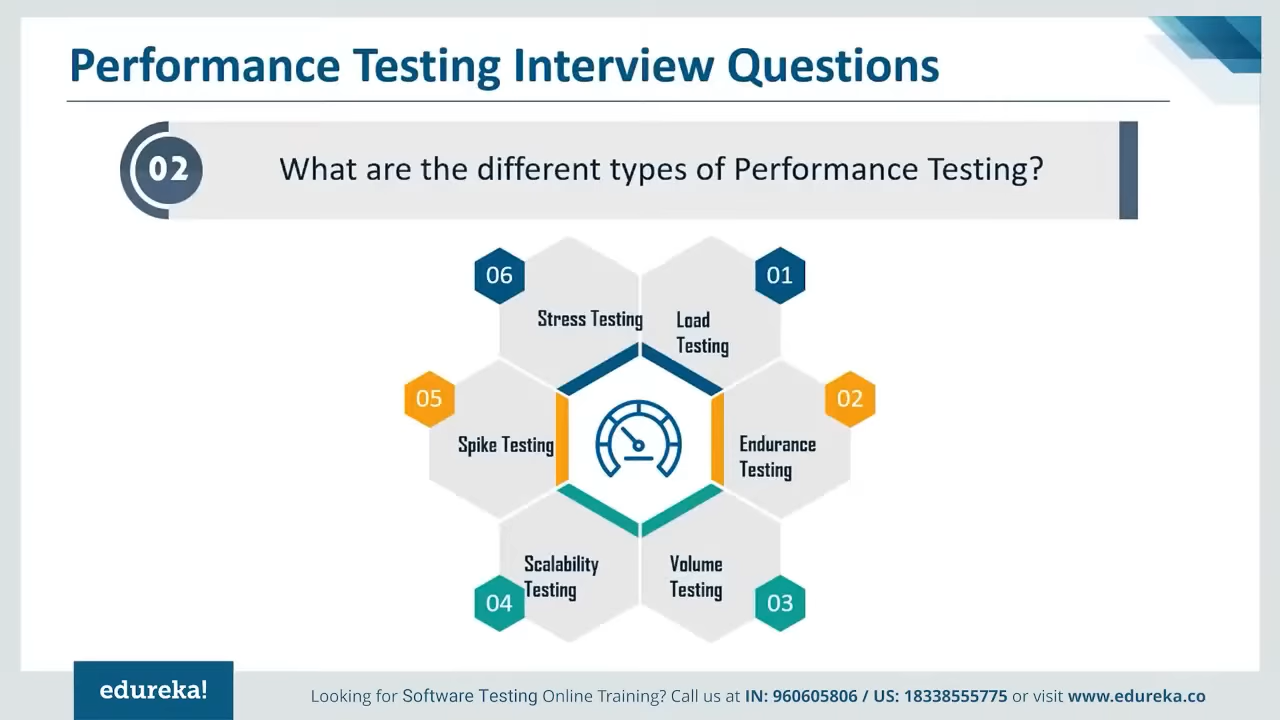 Performance Testing Interview Questions
02
What are the different types of Performance Testing?
06
Stress Testing
01
Load
Testing
05
Spike Testing
02
Endurance
Testing
04
Scalability
Testing
03
Volume
Testing
edureka!
Looking for Software Testing Online Training? Call us at IN: 960605806 / US: 18338555775 or visit www.edureka.co